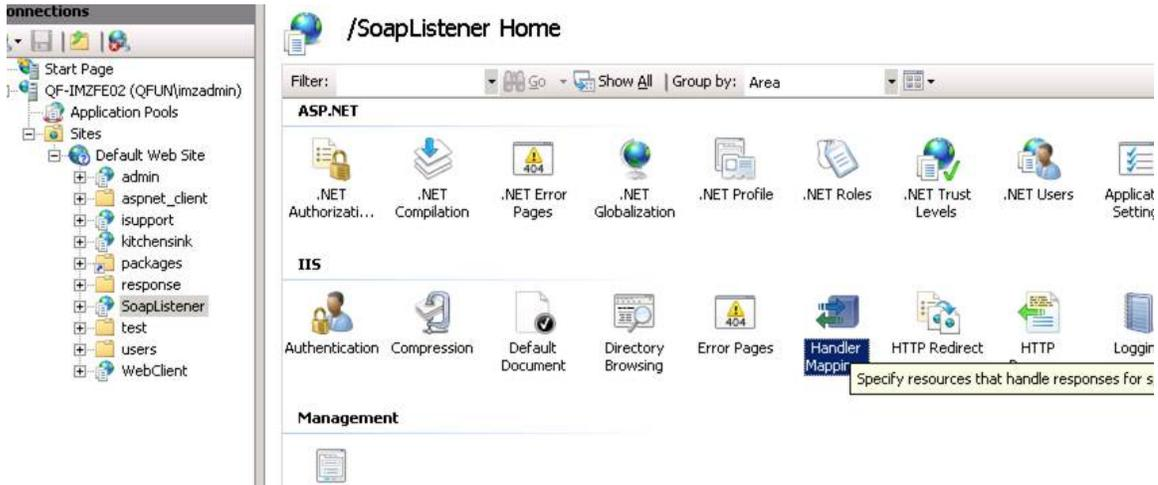 onnections
Start Page
QF-IMZFE02 (QFUN\imzadmin)
Application Pools
Sites
Default Web Site
admin
aspnet_client
isupport
kitchensink
packages
response
SoapListener
test
users
WebClient
/SoapListener Home
Filter: Go Show All Group by: Area
ASP.NET
.NET Authorizati...
.NET Compilation
.NET Error Pages
.NET Globalization
.NET Profile
.NET Roles
.NET Trust Levels
.NET Users
Applicat
Setting
IIS
Authentication
Compression
Default Document
Directory Browsing
Error Pages
Handler
Mappin
HTTP Redirect
HTTP
Loggin
Specify resources that handle responses for s
Management